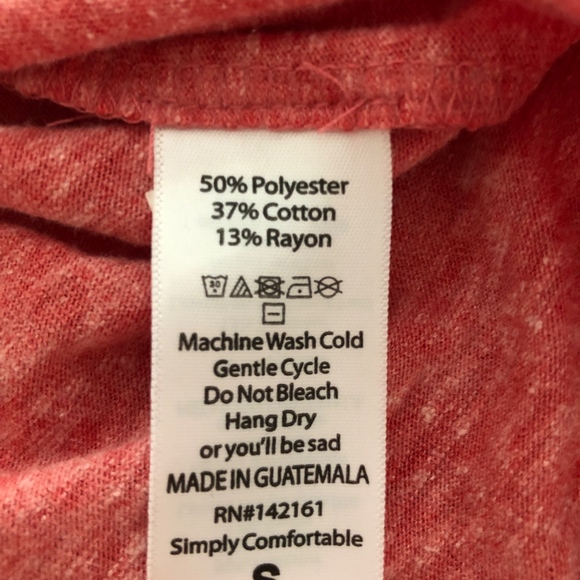 50% Polyester
37% Cotton
13% Rayon
30
Machine Wash Cold
Gentle Cycle
Do Not Bleach
Hang Dry
or you'll be sad
MADE IN GUATEMALA
RN#142161
Simply Comfortable
S